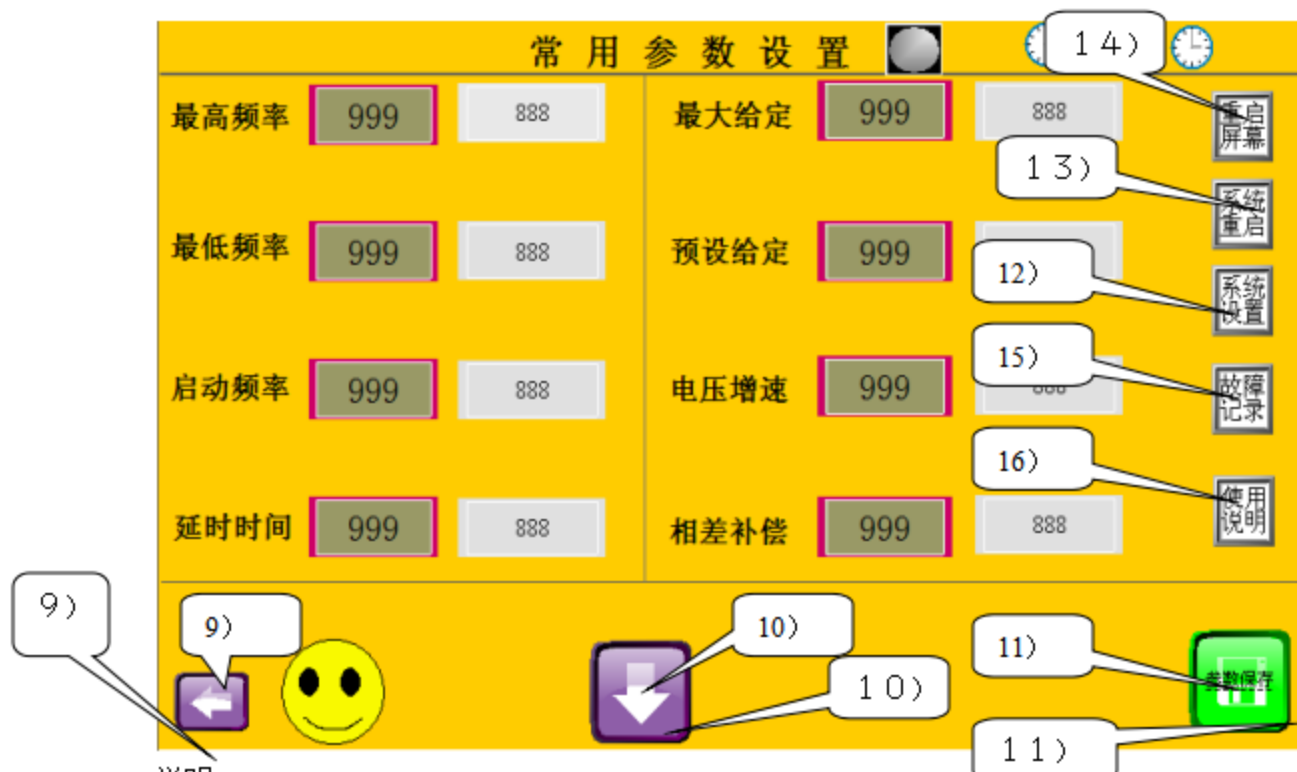 常用参数设置
14)
最高频率 999 888 最大给定 999 888 重启
屏幕
13)
系统
重启
最低频率 999 888 预设给定 999
12)
系统
设置
15)
启动频率 999 888 电压增速 999
故障
记录
16)
延时时间 999 888 相差补偿 999 888 使用
说明
9)
9)
10)
10)
11)
参数保存
11)